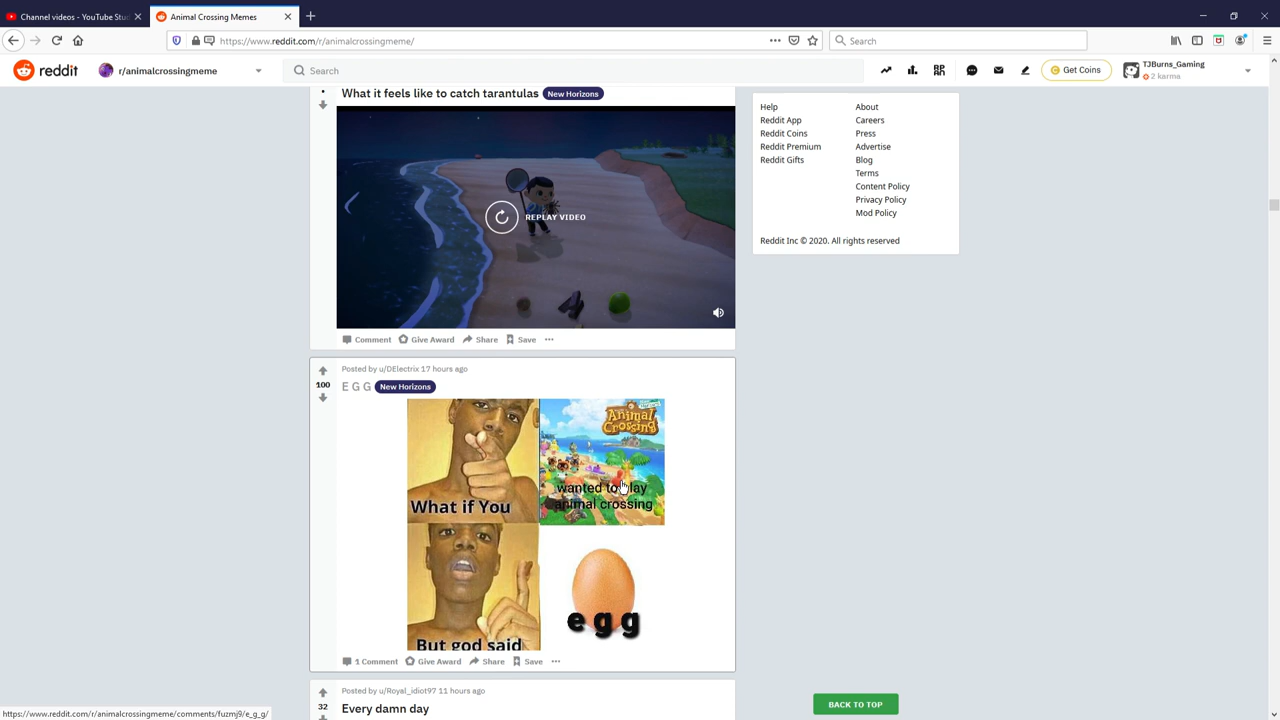 Channel videos - YouTube Stu
Animal Crossing Memes
https://www.reddit.com/r/animalcrossingmeme/
Search
reddit
r/animalcrossingmeme
Search
Get Coins
TJBurns_Gaming
2 karma
What it feels like to catch tarantulas New Horizons
REPLAY VIDEO
Comment Give Award Share Save
Posted by u/DElectrix 17 hours ago
100
E G G New Horizons
What if You
Animal
Crossing
wanted to play
animal crossing
But god said
e g g
1 Comment Give Award Share Save
Posted by u/Royal_idiot97 11 hours ago
32
Every damn day
Help About
Reddit App Careers
Reddit Coins Press
Reddit Premium Advertise
Reddit Gifts Blog
Terms
Content Policy
Privacy Policy
Mod Policy
Reddit Inc © 2020. All rights reserved
BACK TO TOP
https://www.reddit.com/r/animalcrossingmeme/comments/fuzmj9/e_g_g/